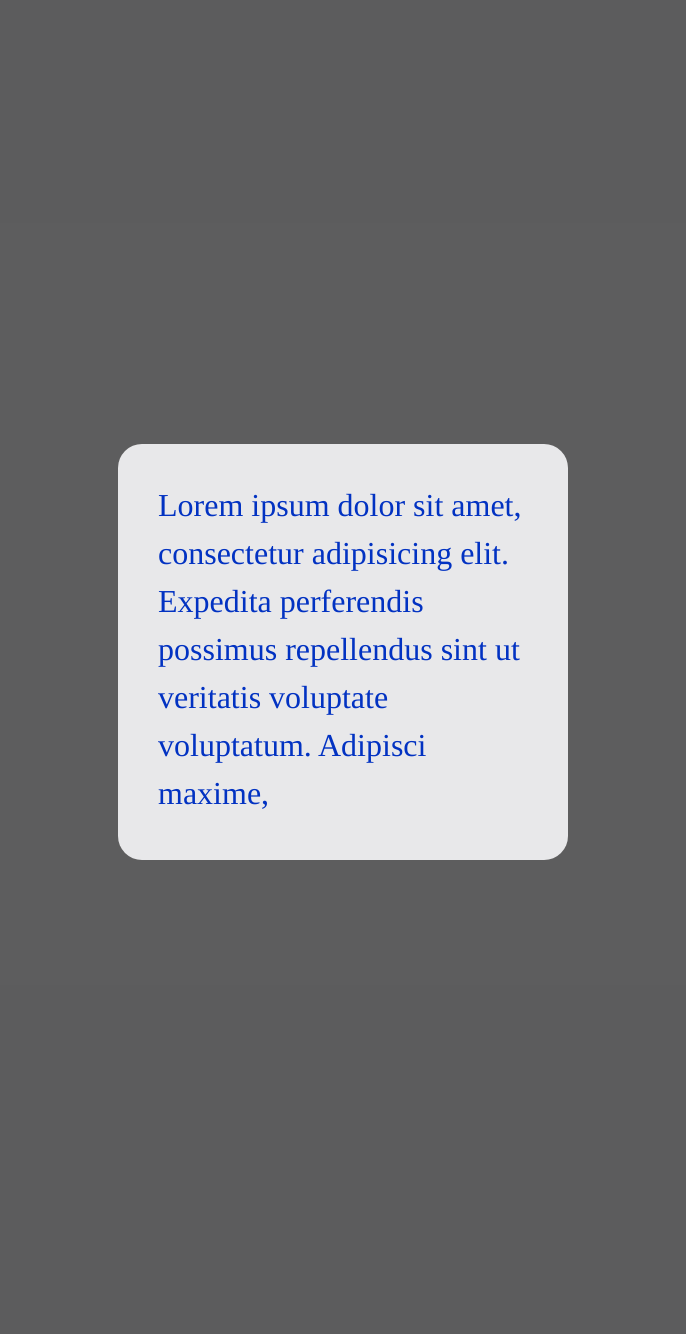 Lorem ipsum dolor sit amet,
consectetur adipisicing elit.
Expedita perferendis
possimus repellendus sint ut
veritatis voluptate
voluptatum. Adipisci
maxime,